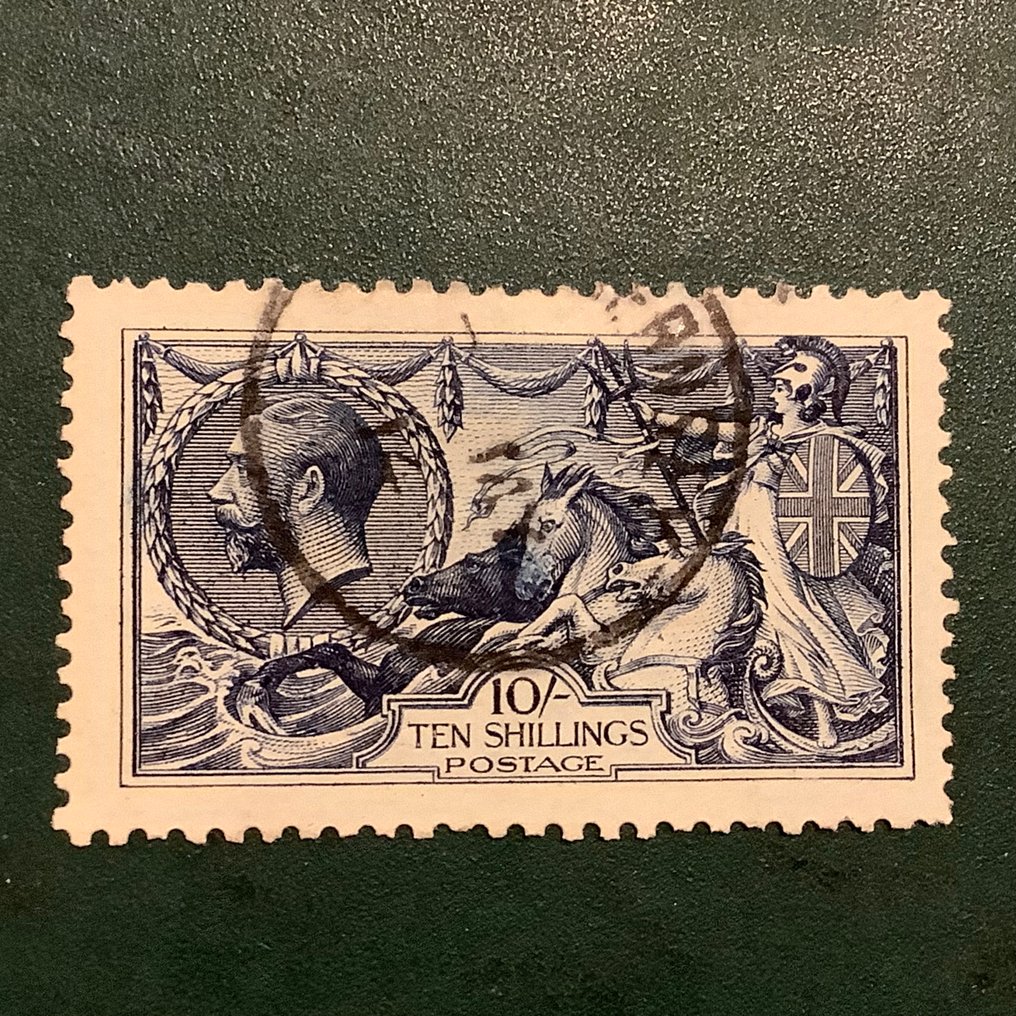 10/-
TEN SHILLINGS
POSTAGE